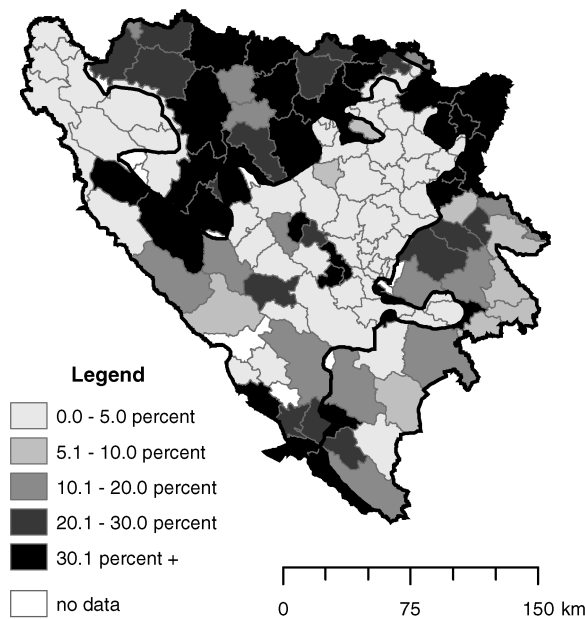 Legend
0.0 - 5.0 percent
5.1 - 10.0 percent
10.1 - 20.0 percent
20.1 - 30.0 percent
30.1 percent +
no data
0 75 150 km